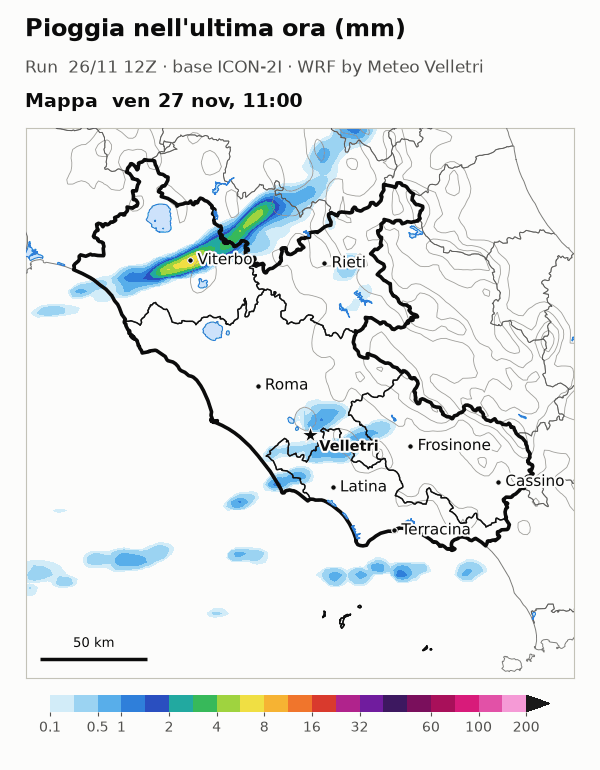 Pioggia nell'ultima ora (mm)
Run  26/11 12Z · base ICON-2I · WRF by Meteo Velletri
Mappa  ven 27 nov, 11:00
Viterbo
Rieti
Roma
Velletri
Frosinone
Latina
Cassino
Terracina
50 km
0.1 0.5 1 2 4 8 16 32 60 100 200